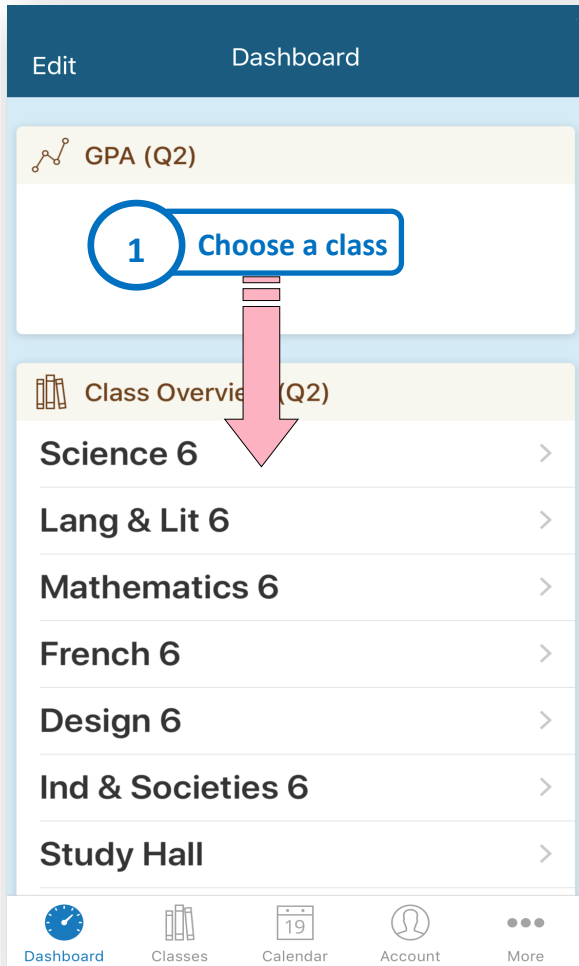 Edit
Dashboard
GPA (Q2)
1
Choose a class
Class Overvie (Q2)
Science 6
Lang & Lit 6
Mathematics 6
French 6
Design 6
Ind & Societies 6
Study Hall
19
Dashboard
Classes
Calendar
Account
More